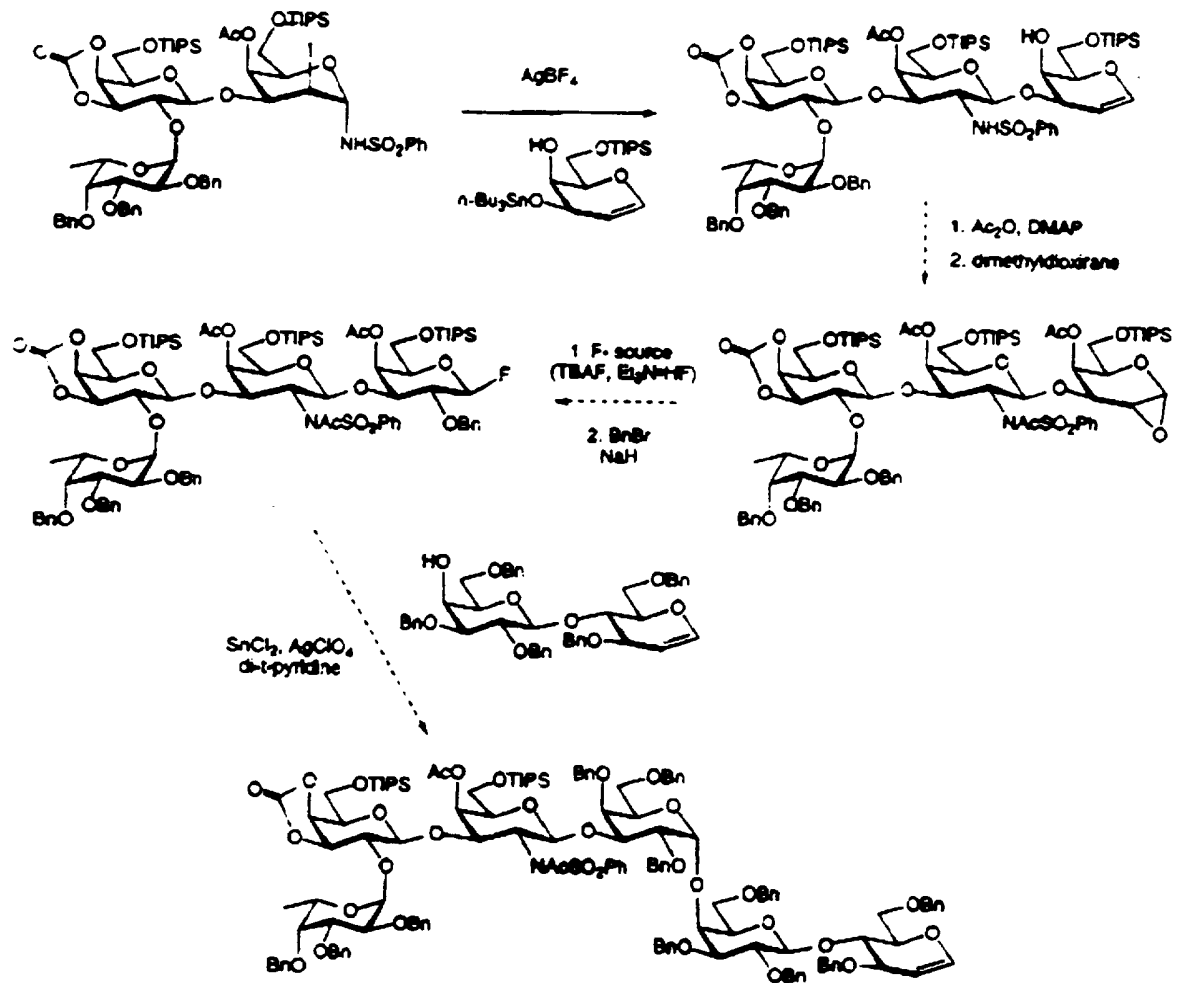 OTIPS
AcO OTIPS
O O OTIPS O
O O O
O
NHSO2Ph
O
OBn
BnO OBn
AgBF4
HO OTIPS
n-Bu3SnO O
O O OTIPS AcO OTIPS HO OTIPS
O O O O O O
O NHSO2Ph
O
OBn
BnO OBn
1. Ac2O, DMAP
2. dimethyldioxirane
O O OTIPS AcO OTIPS AcO OTIPS
O O O O O O F
O NAcSO2Ph OBn
O
OBn
BnO OBn
1 F- source
(TBAF, Et3N•HF)
2. BnBr
NaH
O O OTIPS AcO OTIPS AcO OTIPS
O O O O O O
O NAcSO2Ph O
O
OBn
BnO OBn
SnCl2, AgClO4
di-t-pyridine
HO OBn OBn
BnO O O O
OBn BnO
O O OTIPS AcO OTIPS BnO OBn
O O O O O O
O NAcSO2Ph BnO
O O
OBn
BnO OBn
OBn OBn
BnO O O O
OBn BnO